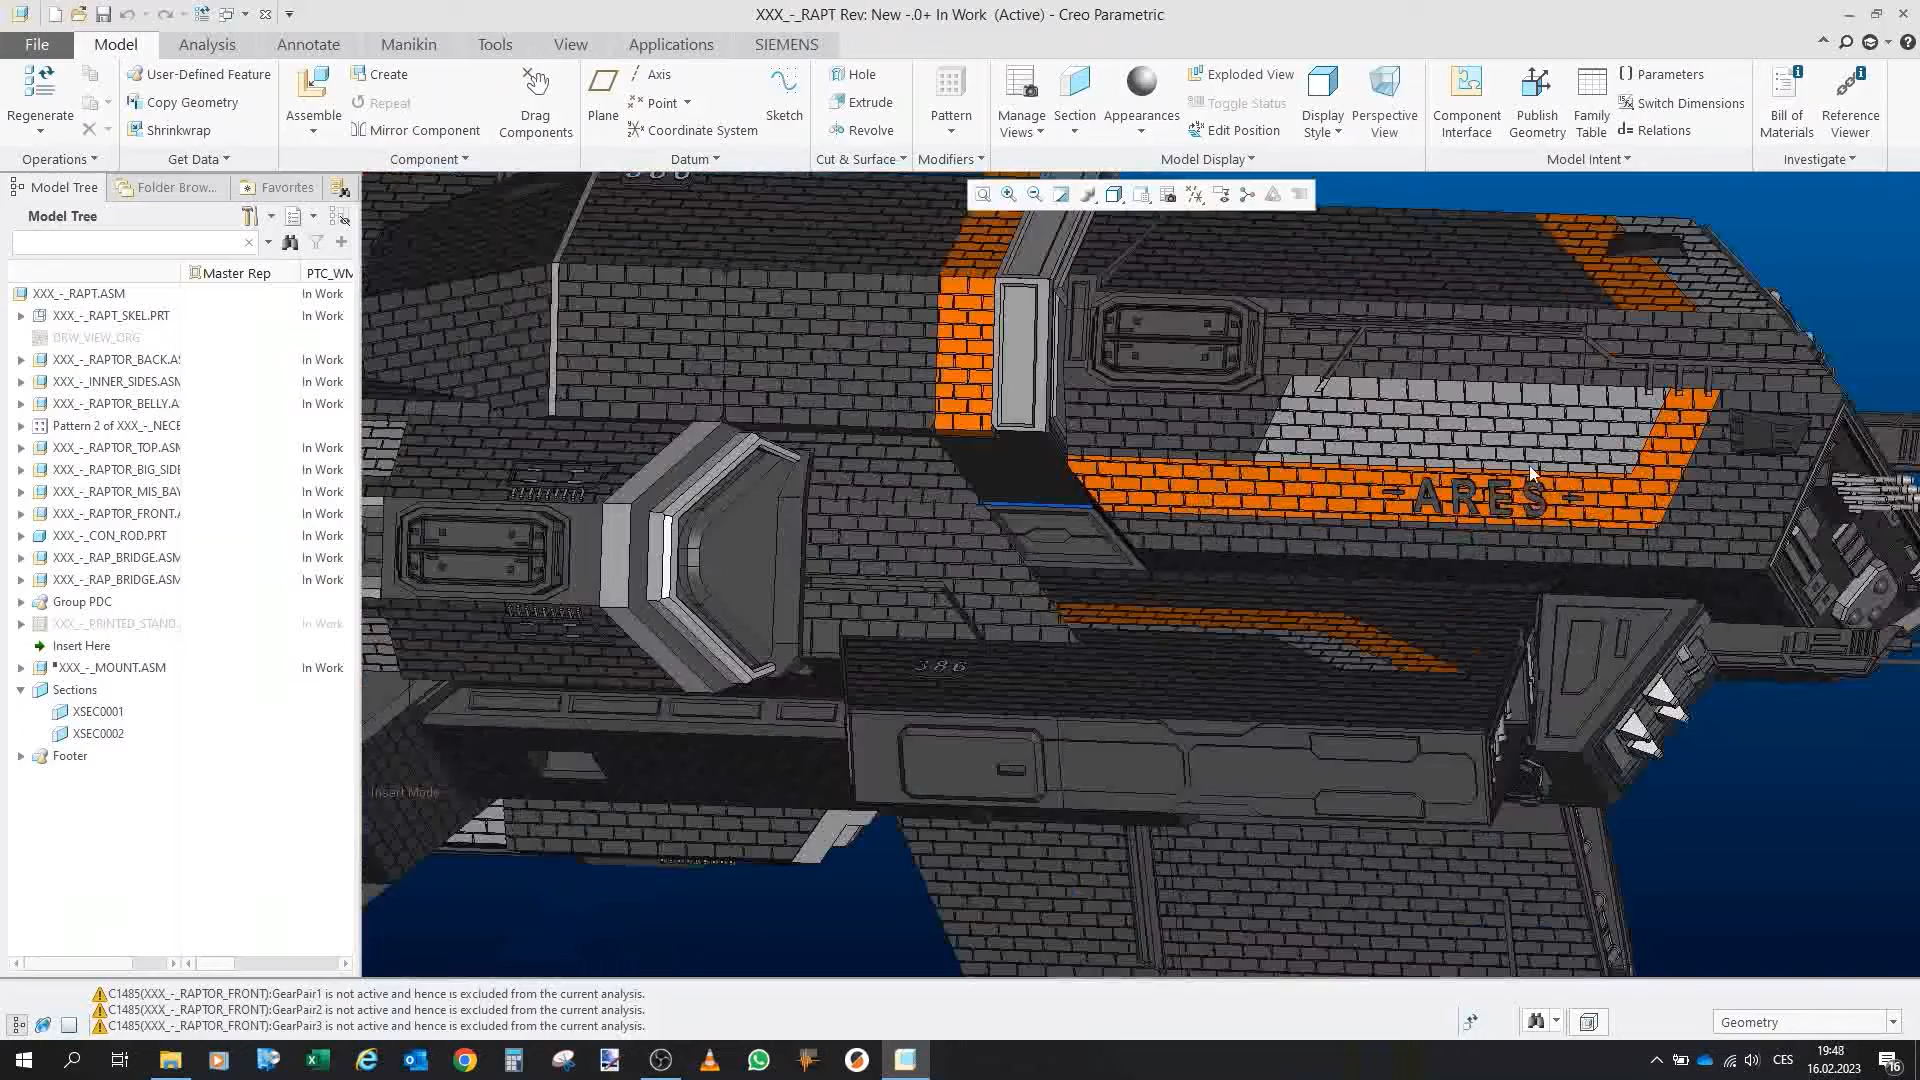 XXX_-_RAPT Rev: New -.0+ In Work (Active) - Creo Parametric
File Model Analysis Annotate Manikin Tools View Applications SIEMENS
Regenerate
User-Defined Feature
Copy Geometry
Shrinkwrap
Assemble
Create
Repeat
Mirror Component
Drag Components
Plane
Axis
Point
Coordinate System
Sketch
Hole
Extrude
Revolve
Pattern
Manage Views
Section
Appearances
Exploded View
Toggle Status
Edit Position
Display Style
Perspective View
Component Interface
Publish Geometry
Family Table
Parameters
Switch Dimensions
d= Relations
Bill of Materials
Reference Viewer
Operations Get Data Component Datum Cut & Surface Modifiers Model Display Model Intent Investigate
Model Tree Folder Brow... Favorites
Model Tree
Master Rep PTC_WM
XXX_-_RAPT.ASM In Work
XXX_-_RAPT_SKEL.PRT In Work
DRW_VIEW_ORG
XXX_-_RAPTOR_BACK.AS In Work
XXX_-_INNER_SIDES.ASM In Work
XXX_-_RAPTOR_BELLY.A In Work
Pattern 2 of XXX_-_NECE
XXX_-_RAPTOR_TOP.ASM In Work
XXX_-_RAPTOR_BIG_SIDE In Work
XXX_-_RAPTOR_MIS_BAY In Work
XXX_-_RAPTOR_FRONT.A In Work
XXX_-_CON_ROD.PRT In Work
XXX_-_RAP_BRIDGE.ASM In Work
XXX_-_RAP_BRIDGE.ASM In Work
Group PDC
XXX_-_PRINTED_STAND. In Work
Insert Here
XXX_-_MOUNT.ASM In Work
Sections
XSEC0001
XSEC0002
Footer
386
- ARES -
386
Insert Mode
C1485(XXX_-_RAPTOR_FRONT):GearPair1 is not active and hence is excluded from the current analysis.
C1485(XXX_-_RAPTOR_FRONT):GearPair2 is not active and hence is excluded from the current analysis.
C1485(XXX_-_RAPTOR_FRONT):GearPair3 is not active and hence is excluded from the current analysis.
Geometry
CES
19:48
16.02.2023
16